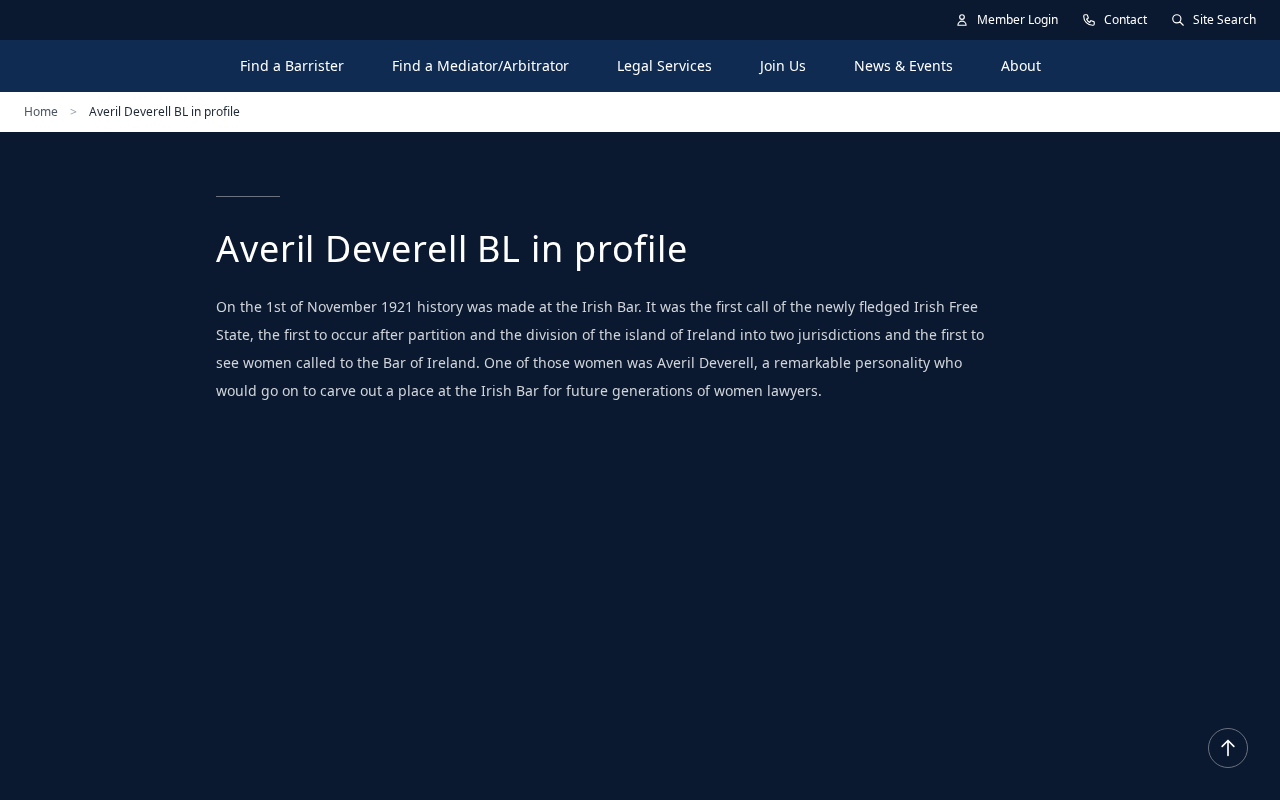 Member Login
Contact
Site Search
Find a Barrister
Find a Mediator/Arbitrator
Legal Services
Join Us
News & Events
About
Home > Averil Deverell BL in profile
Averil Deverell BL in profile
On the 1st of November 1921 history was made at the Irish Bar. It was the first call of the newly fledged Irish Free
State, the first to occur after partition and the division of the island of Ireland into two jurisdictions and the first to
see women called to the Bar of Ireland. One of those women was Averil Deverell, a remarkable personality who
would go on to carve out a place at the Irish Bar for future generations of women lawyers.